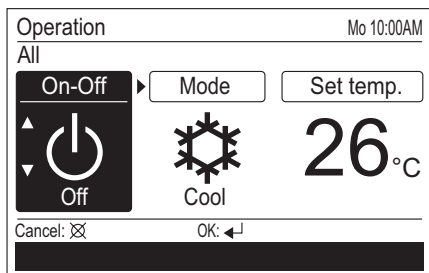 Operation Mo 10:00AM
All
On-Off Mode Set temp.
26°C
Off Cool
Cancel: OK: